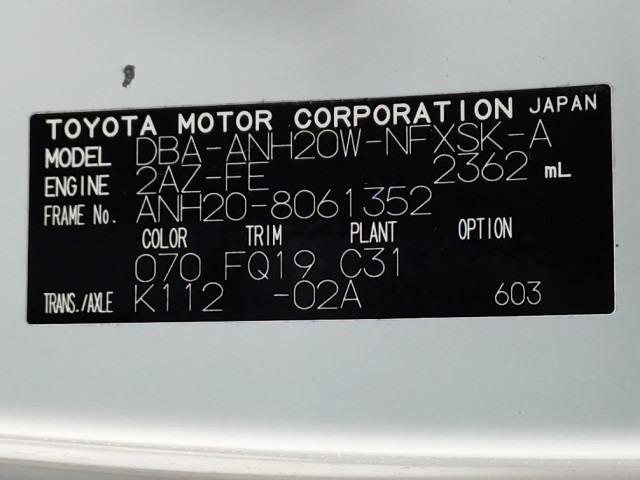 TOYOTA MOTOR CORPORATION JAPAN
MODEL DBA-ANH20W-NFXSK-A
ENGINE 2AZ-FE 2362 mL
FRAME No. ANH20-8061352
COLOR TRIM PLANT OPTION
070 FQ19 C31
TRANS./AXLE K112 -02A 603